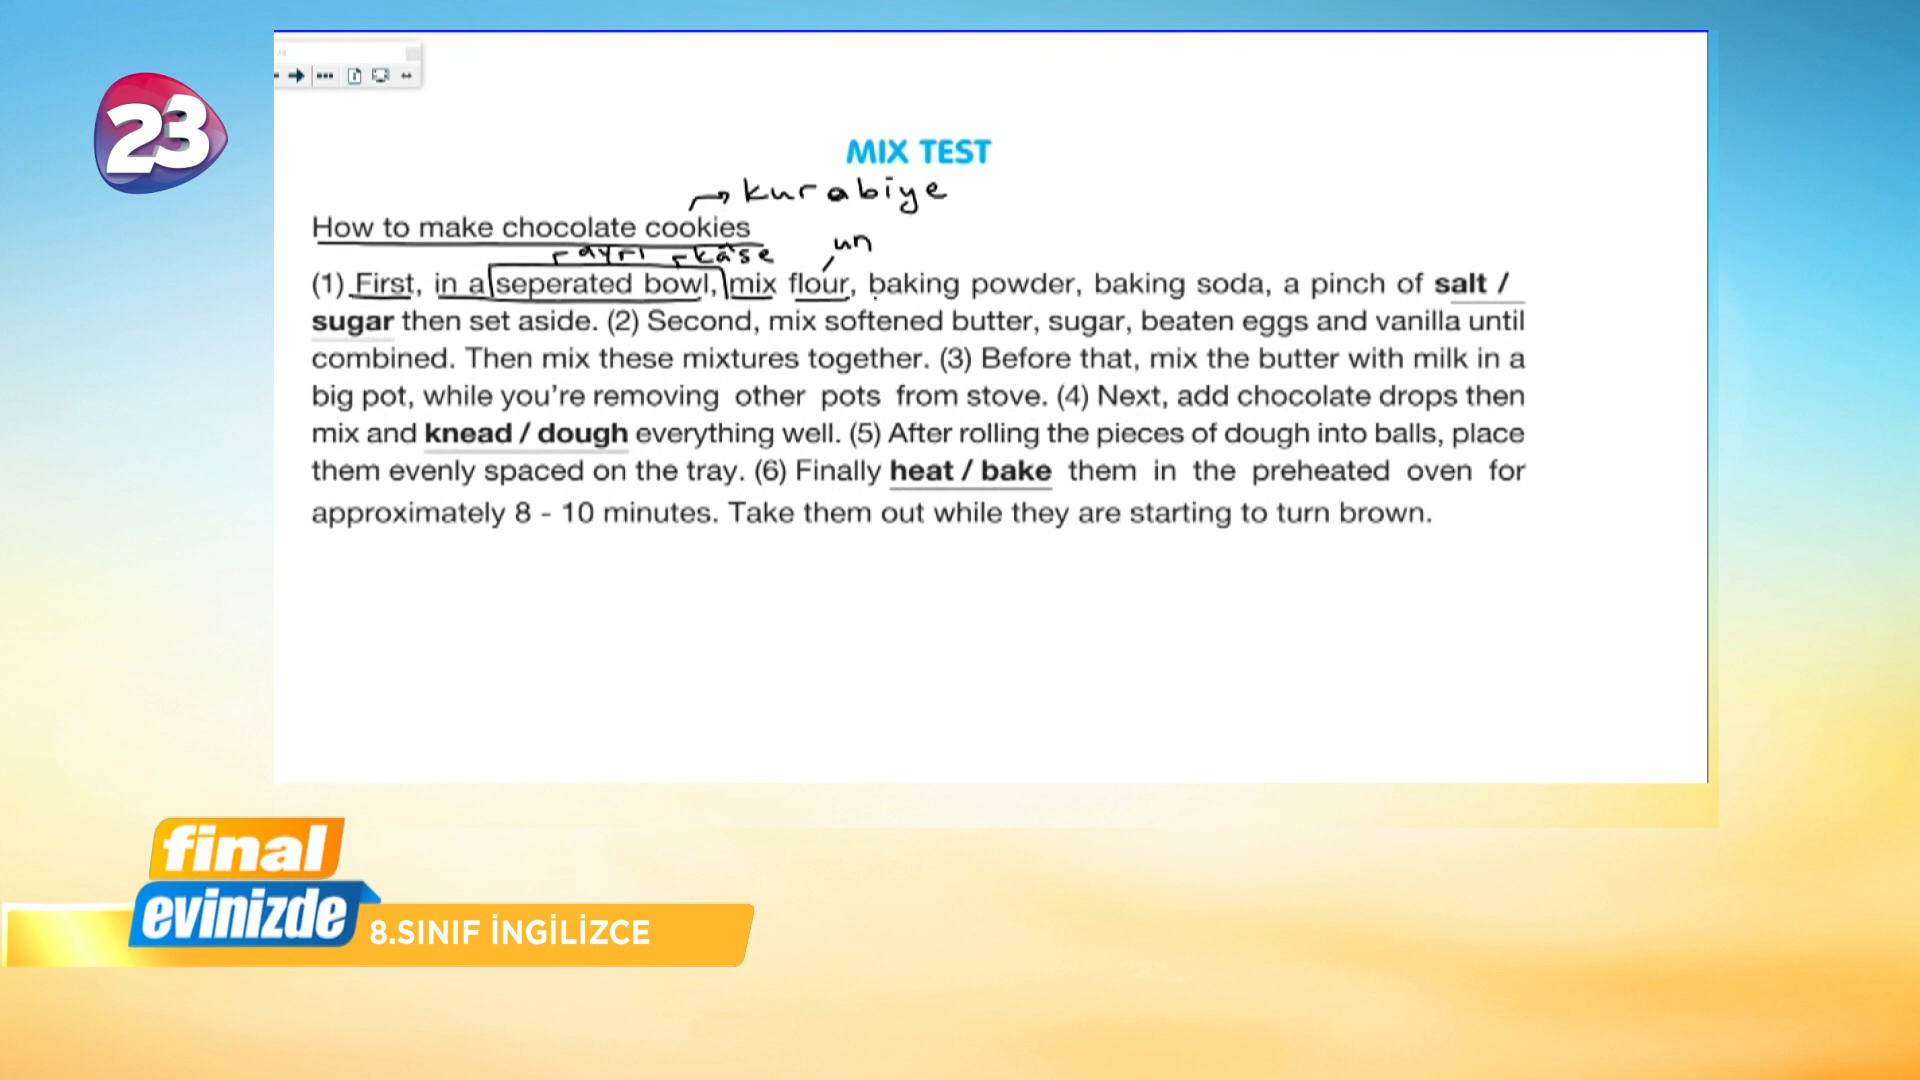 23
MIX TEST
kurabiye
How to make chocolate cookies
ayrı kâse un
(1) First, in a seperated bowl, mix flour, baking powder, baking soda, a pinch of salt /
sugar then set aside. (2) Second, mix softened butter, sugar, beaten eggs and vanilla until
combined. Then mix these mixtures together. (3) Before that, mix the butter with milk in a
big pot, while you're removing other pots from stove. (4) Next, add chocolate drops then
mix and knead / dough everything well. (5) After rolling the pieces of dough into balls, place
them evenly spaced on the tray. (6) Finally heat / bake them in the preheated oven for
approximately 8 - 10 minutes. Take them out while they are starting to turn brown.
final
evinizde
8.SINIF İNGİLİZCE